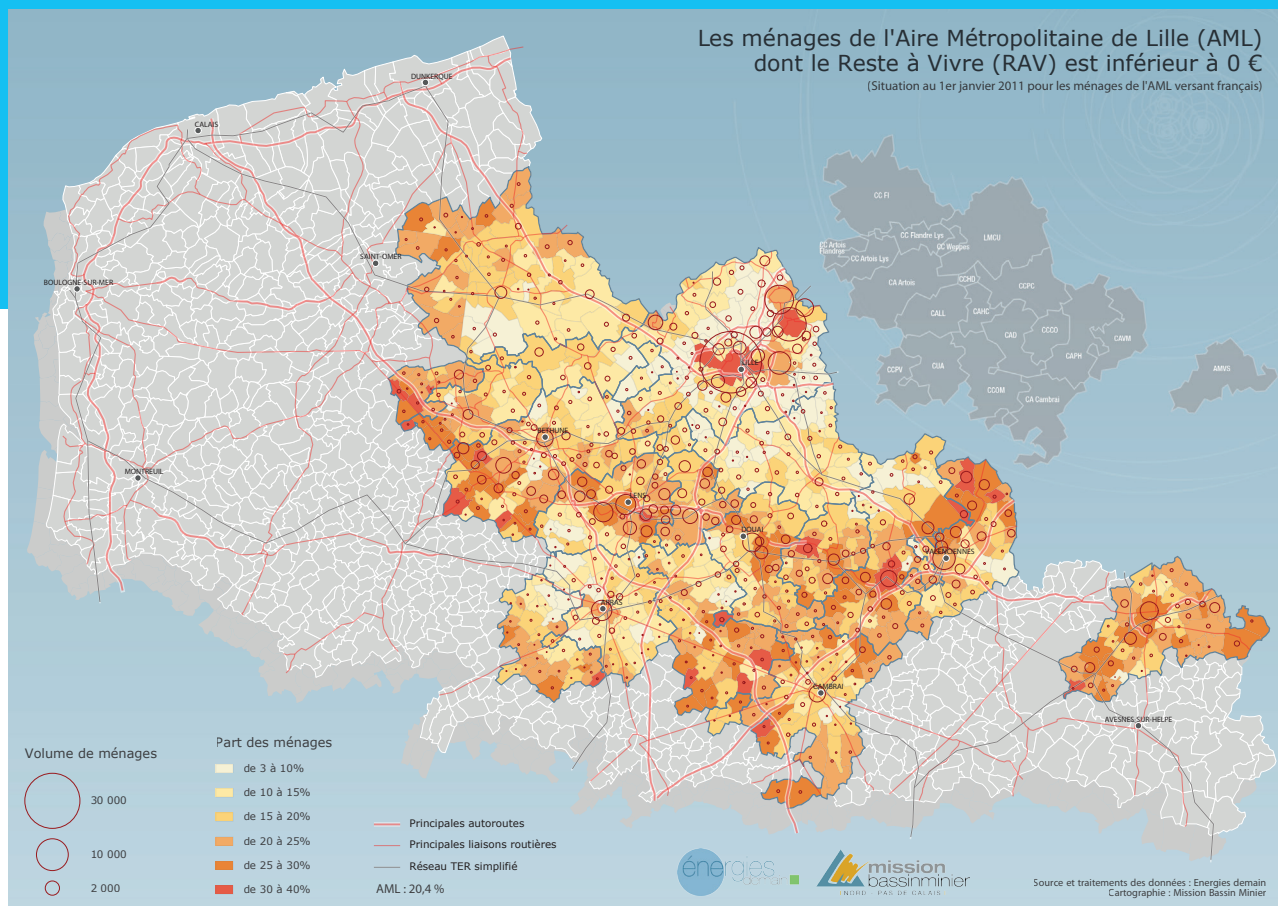 Les ménages de l'Aire Métropolitaine de Lille (AML)
dont le Reste à Vivre (RAV) est inférieur à 0 €
(Situation au 1er janvier 2011 pour les ménages de l'AML versant français)
DUNKERQUE
CALAIS
SAINT-OMER
BOULOGNE-SUR-MER
MONTREUIL
LILLE
BETHUNE
LENS
DOUAI
VALENCIENNES
ARRAS
CAMBRAI
AVESNES-SUR-HELPE
CC FI
CC Flandre Lys
LMCU
CC Artois
Flandres
CC Weppes
CC Artois Lys
CA Artois
CCHD
CCPC
CALL
CAHC
CAD
CCCO
CAVM
CAPH
CCPV
CUA
CCOM
CA Cambrai
AMVS
Volume de ménages
30 000
10 000
2 000
Part des ménages
de 3 à 10%
de 10 à 15%
de 15 à 20%
de 20 à 25%
de 25 à 30%
de 30 à 40%
Principales autoroutes
Principales liaisons routières
Réseau TER simplifié
AML : 20,4 %
énergies
mission
bassinminier
NORD PAS DE CALAIS
Source et traitements des données : Energies demain
Cartographie : Mission Bassin Minier